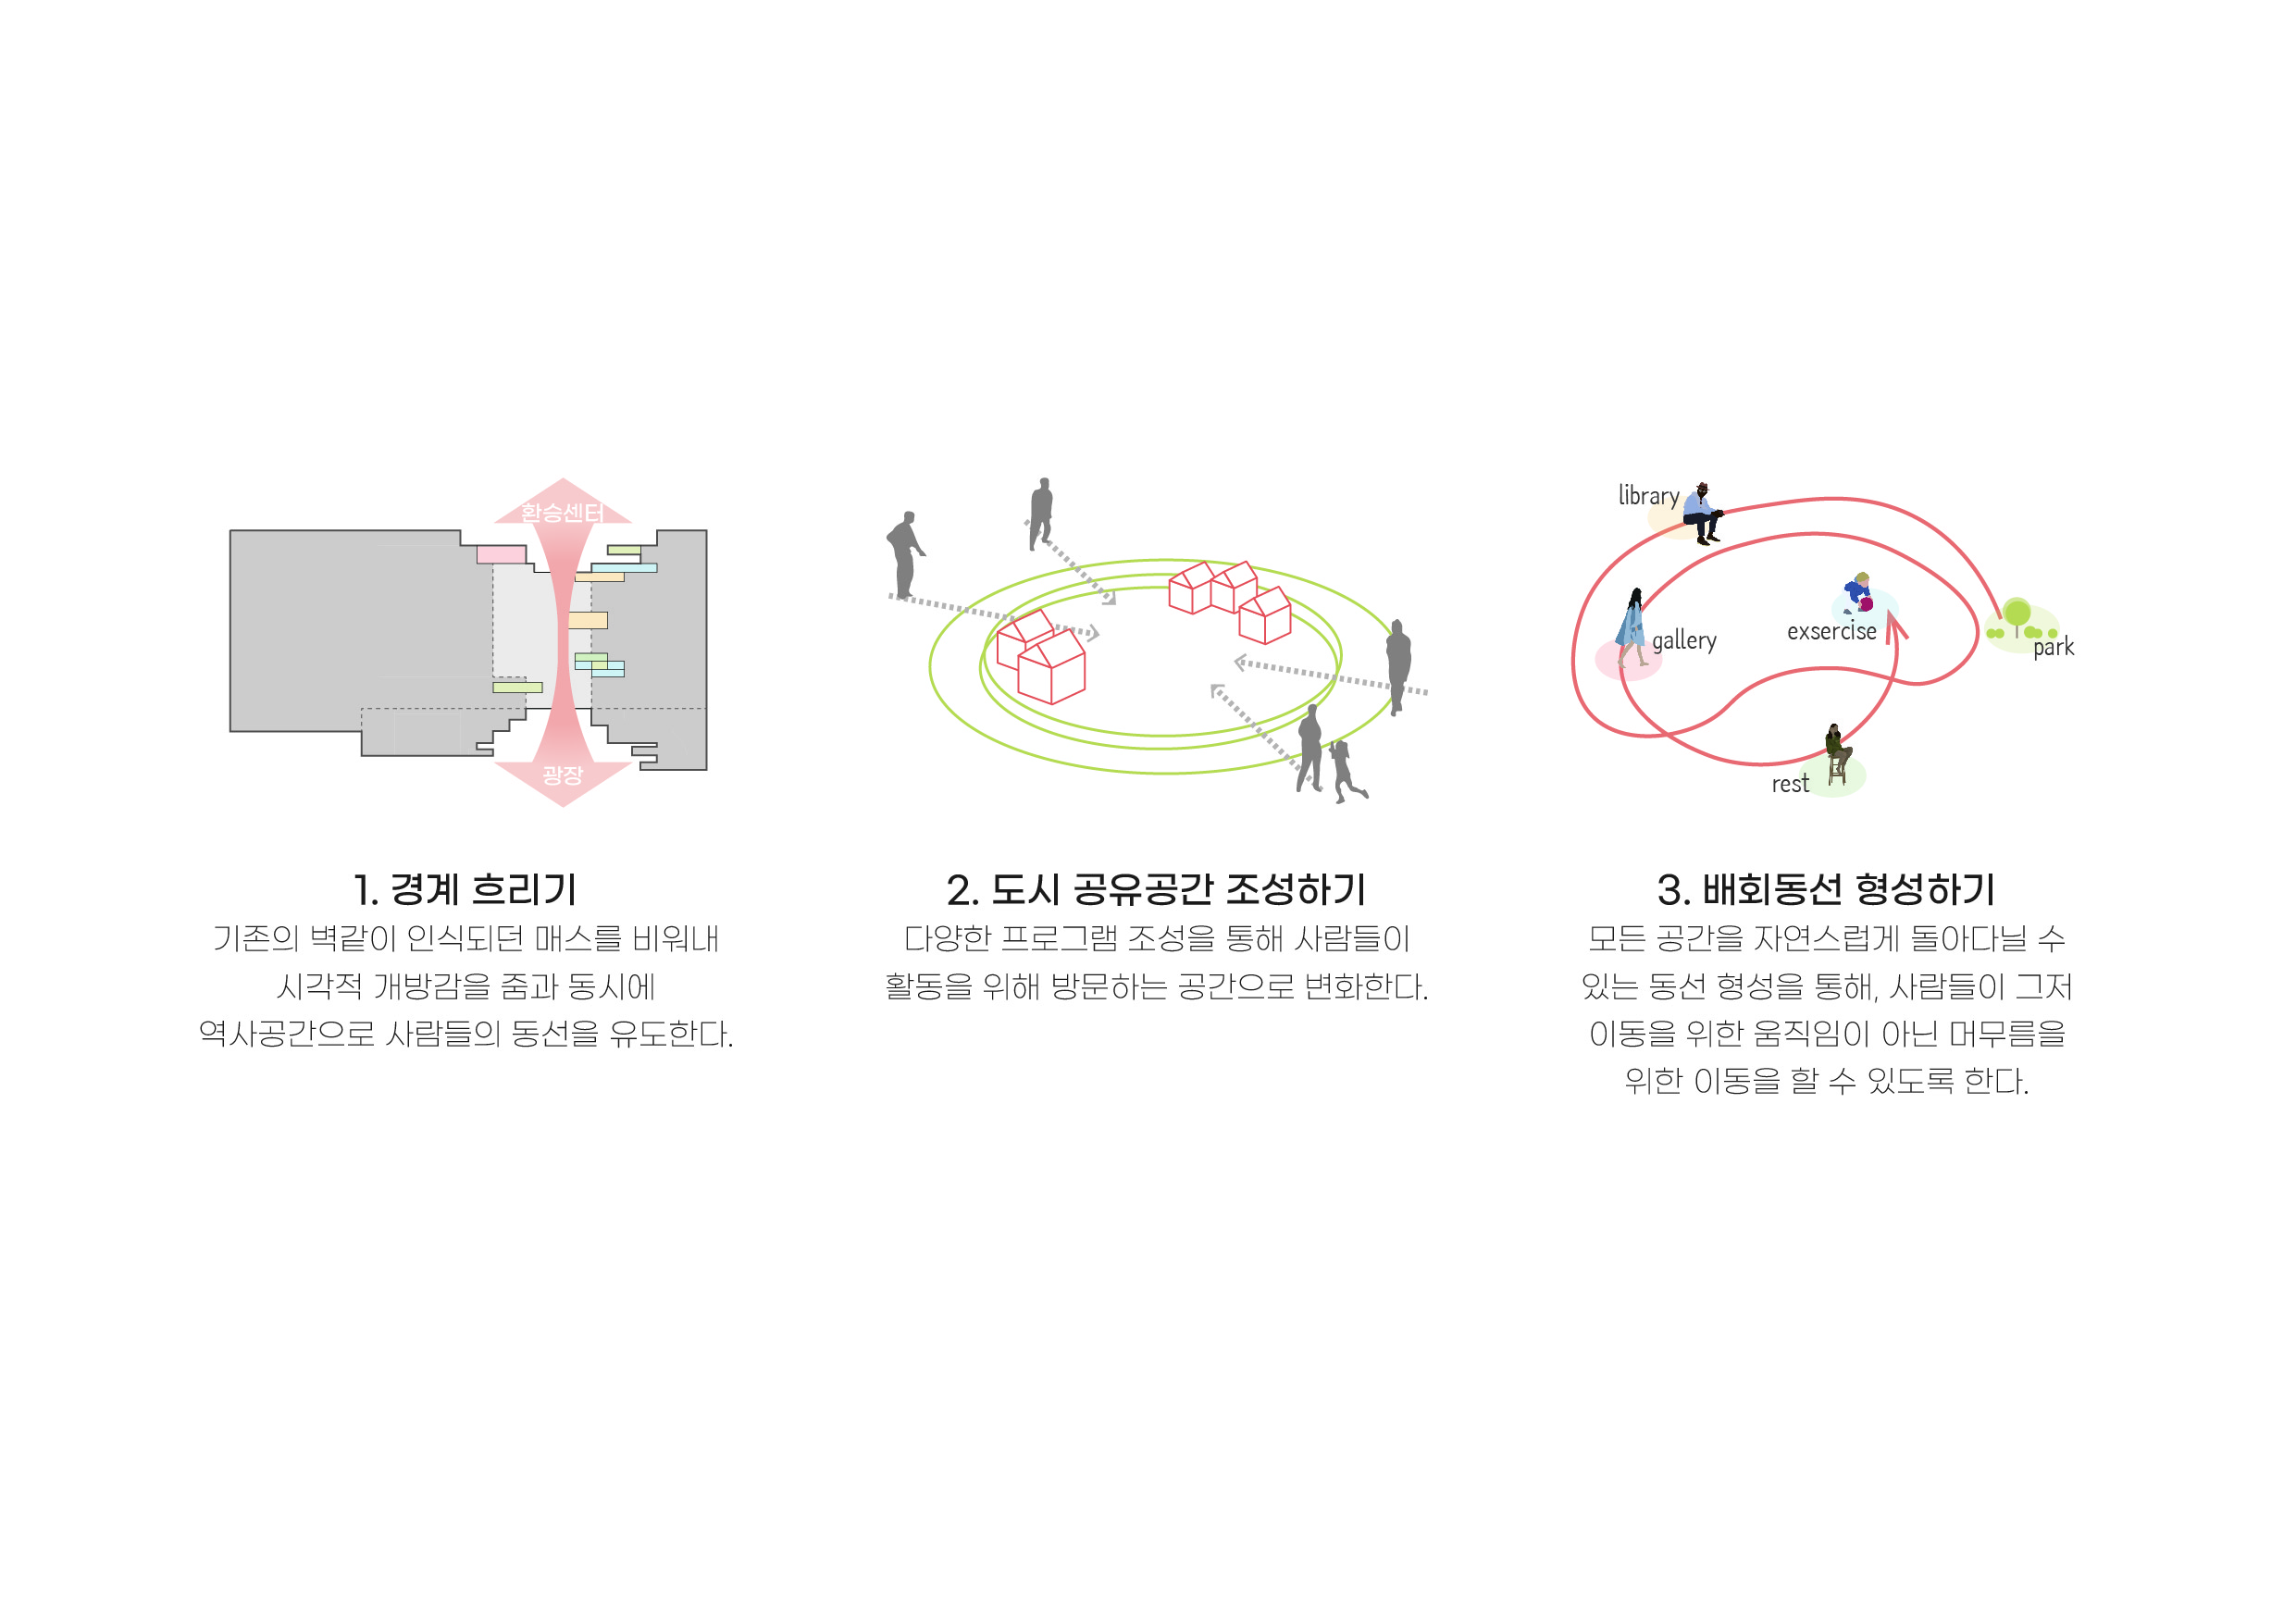 환승센터
광장
1. 경계 흐리기
기존의 벽같이 인식되던 매스를 비워내
시각적 개방감을 줌과 동시에
역사공간으로 사람들의 동선을 유도한다.
2. 도시 공유공간 조성하기
다양한 프로그램 조성을 통해 사람들이
활동을 위해 방문하는 공간으로 변화한다.
library
gallery
exsercise
park
rest
3. 배회동선 형성하기
모든 공간을 자연스럽게 돌아다닐 수
있는 동선 형성을 통해, 사람들이 그저
이동을 위한 움직임이 아닌 머무름을
위한 이동을 할 수 있도록 한다.